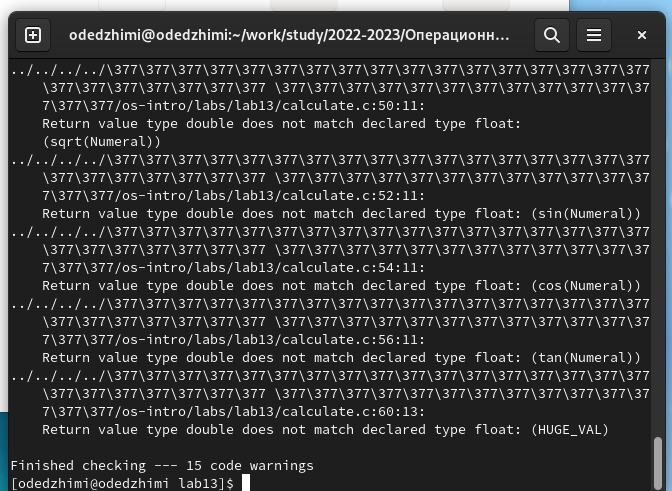 odedzhimi@odedzhimi:~/work/study/2022-2023/Операционн…
../../../../\377\377\377\377\377\377\377\377\377\377\377\377\377\377\377\377\377
\377\377\377\377\377\377\377 \377\377\377\377\377\377\377\377\377\377\377\37
7\377\377/os-intro/labs/lab13/calculate.c:50:11:
Return value type double does not match declared type float:
(sqrt(Numeral))
../../../../\377\377\377\377\377\377\377\377\377\377\377\377\377\377\377\377\377
\377\377\377\377\377\377\377 \377\377\377\377\377\377\377\377\377\377\377\37
7\377\377/os-intro/labs/lab13/calculate.c:52:11:
Return value type double does not match declared type float: (sin(Numeral))
../../../../\377\377\377\377\377\377\377\377\377\377\377\377\377\377\377\377\377
\377\377\377\377\377\377\377 \377\377\377\377\377\377\377\377\377\377\377\37
7\377\377/os-intro/labs/lab13/calculate.c:54:11:
Return value type double does not match declared type float: (cos(Numeral))
../../../../\377\377\377\377\377\377\377\377\377\377\377\377\377\377\377\377\377
\377\377\377\377\377\377\377 \377\377\377\377\377\377\377\377\377\377\377\37
7\377\377/os-intro/labs/lab13/calculate.c:56:11:
Return value type double does not match declared type float: (tan(Numeral))
../../../../\377\377\377\377\377\377\377\377\377\377\377\377\377\377\377\377\377
\377\377\377\377\377\377\377 \377\377\377\377\377\377\377\377\377\377\377\37
7\377\377/os-intro/labs/lab13/calculate.c:60:13:
Return value type double does not match declared type float: (HUGE_VAL)
Finished checking --- 15 code warnings
[odedzhimi@odedzhimi lab13]$